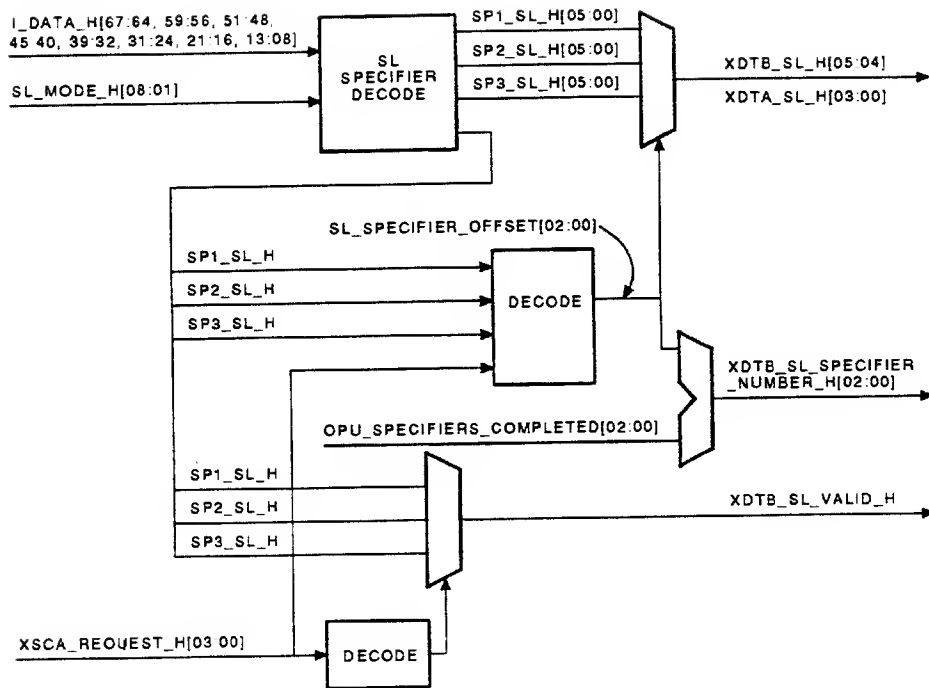 I_DATA_H[67:64, 59:56, 51:48,
45 40, 39:32, 31:24, 21:16, 13:08]
SL_MODE_H[08:01]
SL
SPECIFIER
DECODE
SP1_SL_H[05:00]
SP2_SL_H[05:00]
SP3_SL_H[05:00]
XDTB_SL_H[05:04]
XDTA_SL_H[03:00]
SL_SPECIFIER_OFFSET[02:00]
SP1_SL_H
SP2_SL_H
SP3_SL_H
DECODE
XDTB_SL_SPECIFIER
_NUMBER_H[02:00]
OPU_SPECIFIERS_COMPLETED[02:00]
SP1_SL_H
SP2_SL_H
SP3_SL_H
XDTB_SL_VALID_H
XSCA_REQUEST_H[03 00]
DECODE